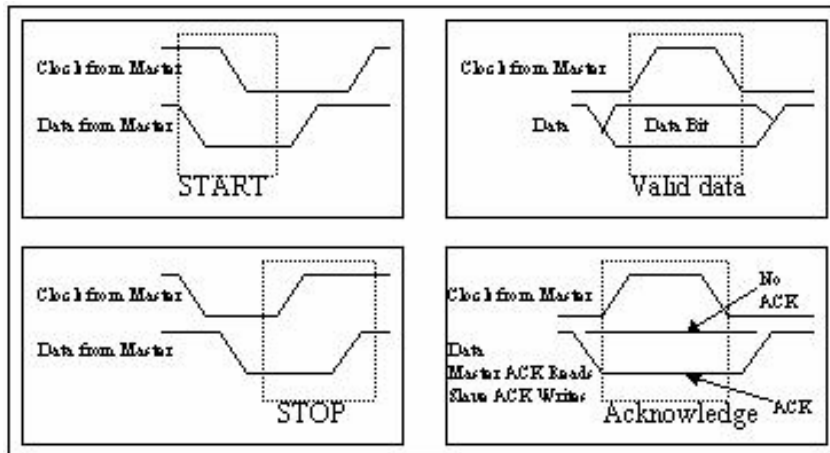 Clock from Master
Data from Master
START
Clock from Master
Data
Data Bit
Valid data
Clock from Master
Data from Master
STOP
Clock from Master
No
ACK
Data
Master ACK Reads
Slave ACK Writes
Acknowledge
ACK